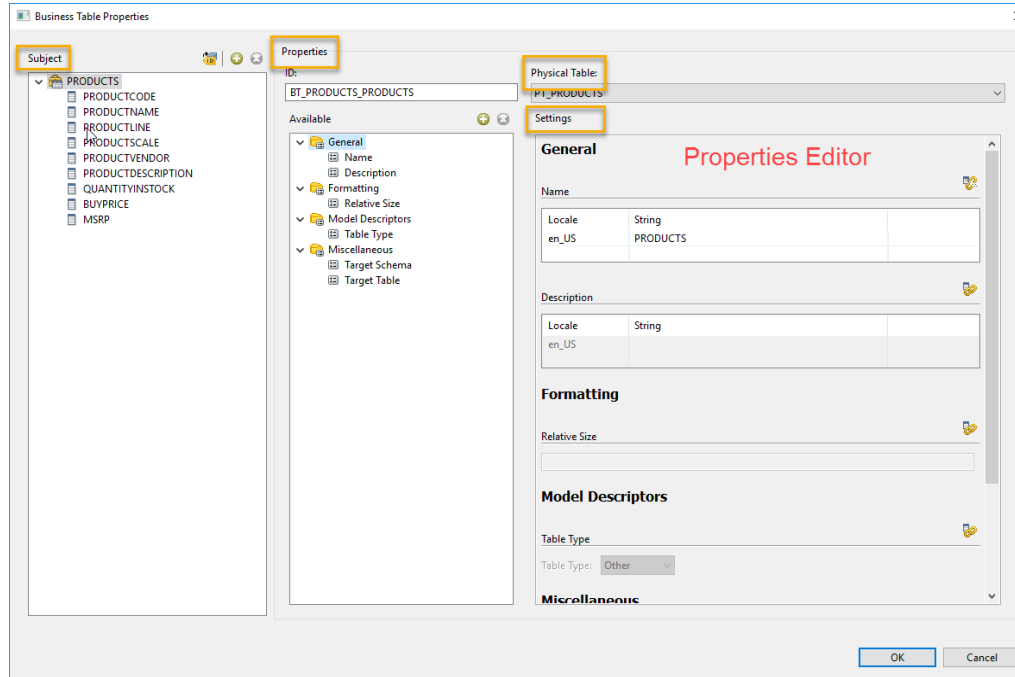 Business Table Properties
Subject
PRODUCTS
PRODUCTCODE
PRODUCTNAME
PRODUCTLINE
PRODUCTSCALE
PRODUCTVENDOR
PRODUCTDESCRIPTION
QUANTITYINSTOCK
BUYPRICE
MSRP
Properties
ID:
BT_PRODUCTS_PRODUCTS
Available
General
Name
Description
Formatting
Relative Size
Model Descriptors
Table Type
Miscellaneous
Target Schema
Target Table
Physical Table:
PT_PRODUCTS
Settings
General
Properties Editor
Name
Locale String
en_US PRODUCTS
Description
Locale String
en_US
Formatting
Relative Size
Model Descriptors
Table Type
Table Type: Other
Miscellaneous
OK Cancel